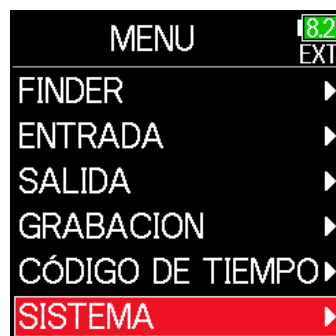 MENU
8.2
EXT
FINDER
ENTRADA
SALIDA
GRABACION
CÓDIGO DE TIEMPO
SISTEMA